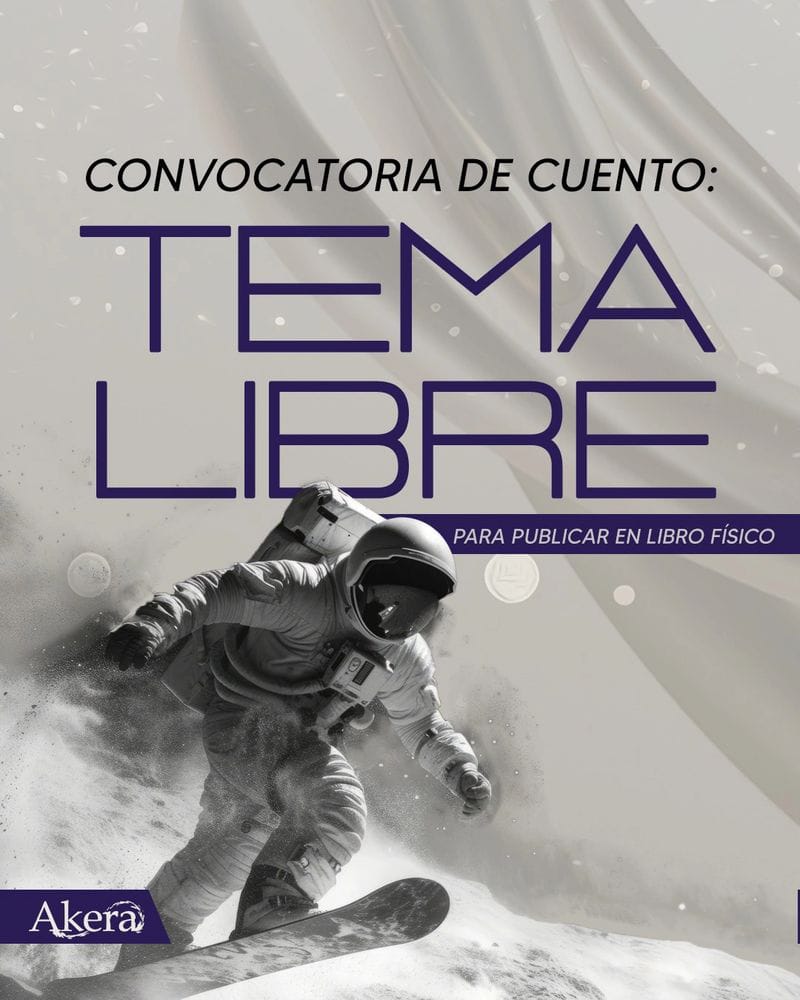 CONVOCATORIA DE CUENTO:
TEMA
LIBRE
PARA PUBLICAR EN LIBRO FÍSICO
Akera